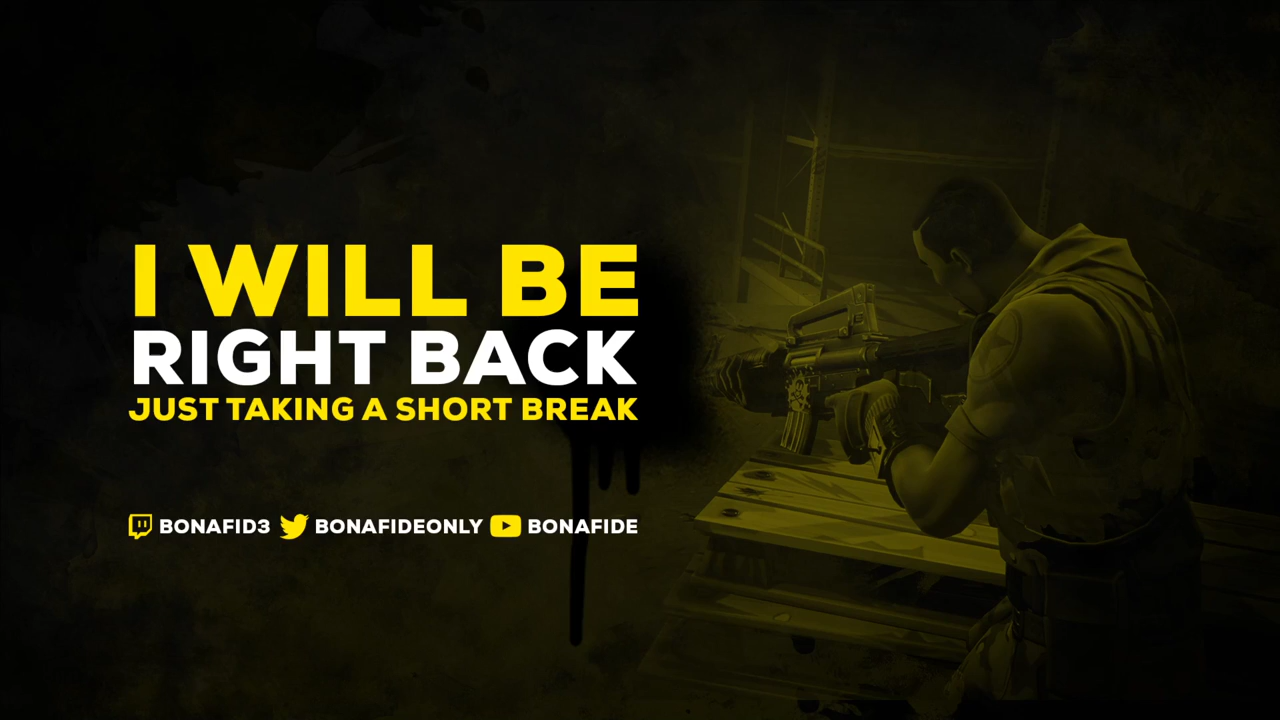 I WILL BE
RIGHT BACK
JUST TAKING A SHORT BREAK
BONAFID3 BONAFIDEONLY BONAFIDE